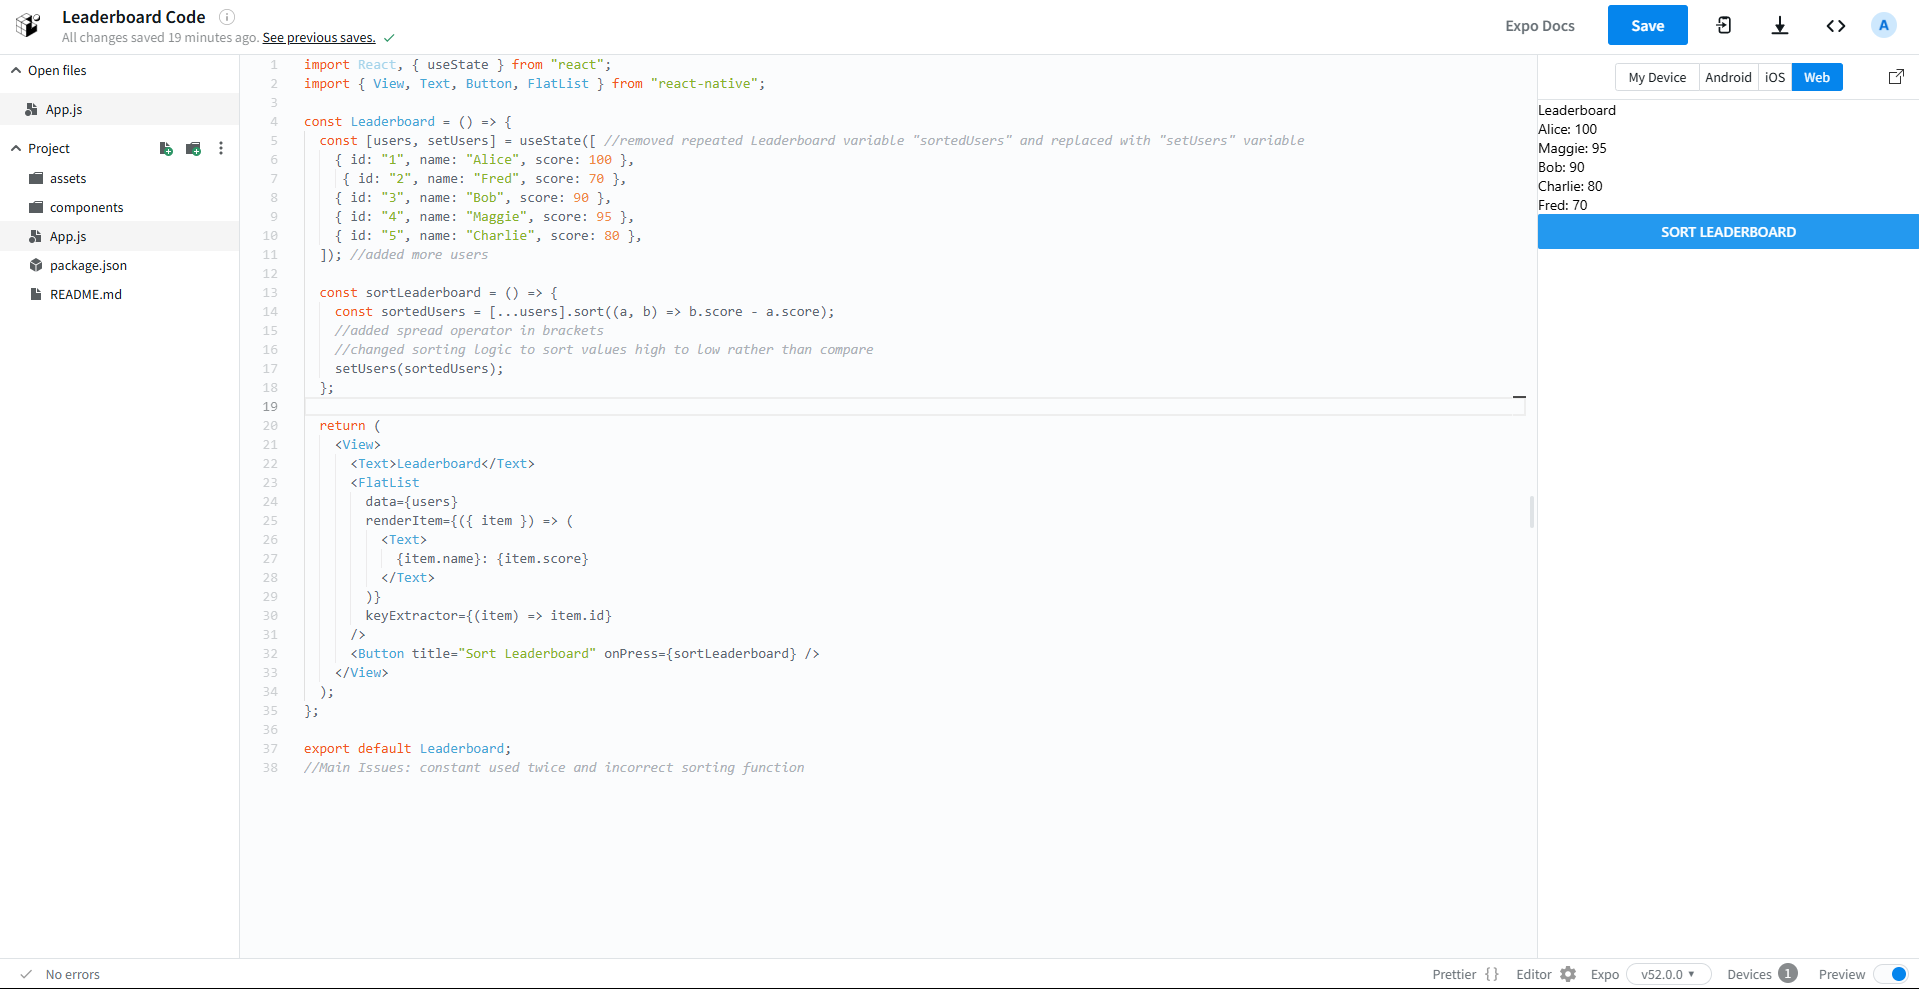 Leaderboard Code
All changes saved 19 minutes ago. See previous saves.
Expo Docs
Save
A
Open files
App.js
Project
assets
components
App.js
package.json
README.md
1 import React, { useState } from "react";
2 import { View, Text, Button, FlatList } from "react-native";
3
4 const Leaderboard = () => {
5 const [users, setUsers] = useState([ //removed repeated Leaderboard variable "sortedUsers" and replaced with "setUsers" variable
6 { id: "1", name: "Alice", score: 100 },
7 { id: "2", name: "Fred", score: 70 },
8 { id: "3", name: "Bob", score: 90 },
9 { id: "4", name: "Maggie", score: 95 },
10 { id: "5", name: "Charlie", score: 80 },
11 ]); //added more users
12
13 const sortLeaderboard = () => {
14 const sortedUsers = [...users].sort((a, b) => b.score - a.score);
15 //added spread operator in brackets
16 //changed sorting logic to sort values high to low rather than compare
17 setUsers(sortedUsers);
18 };
19
20 return (
21 <View>
22 <Text>Leaderboard</Text>
23 <FlatList
24 data={users}
25 renderItem={({ item }) => (
26 <Text>
27 {item.name}: {item.score}
28 </Text>
29 )}
30 keyExtractor={(item) => item.id}
31 />
32 <Button title="Sort Leaderboard" onPress={sortLeaderboard} />
33 </View>
34 );
35 };
36
37 export default Leaderboard;
38 //Main Issues: constant used twice and incorrect sorting function
My Device Android iOS Web
Leaderboard
Alice: 100
Maggie: 95
Bob: 90
Charlie: 80
Fred: 70
SORT LEADERBOARD
No errors
Prettier { } Editor Expo v52.0.0 Devices 1 Preview